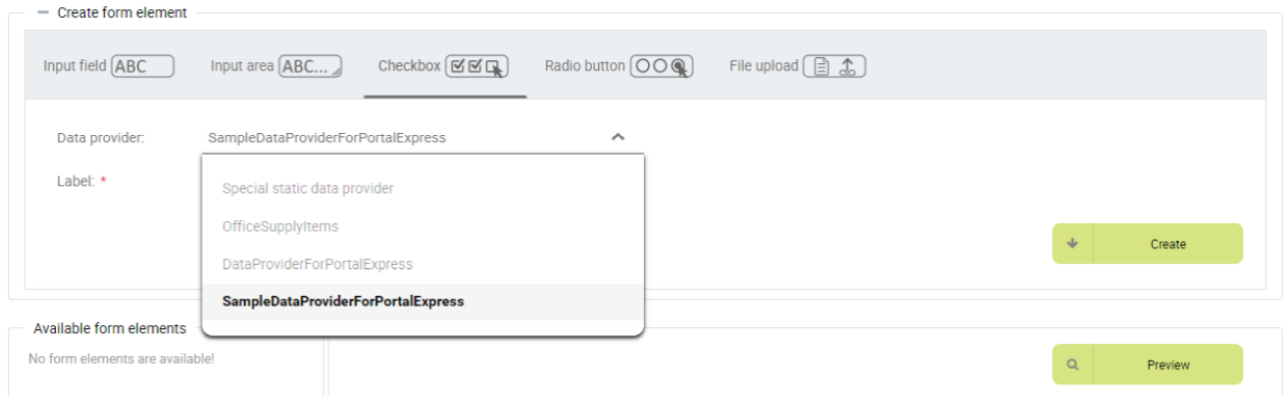 Create form element
Input field ABC Input area ABC... Checkbox Radio button File upload
Data provider: SampleDataProviderForPortalExpress
Label: *
Special static data provider
OfficeSupplyItems
DataProviderForPortalExpress
SampleDataProviderForPortalExpress
Create
Available form elements
No form elements are available!
Preview